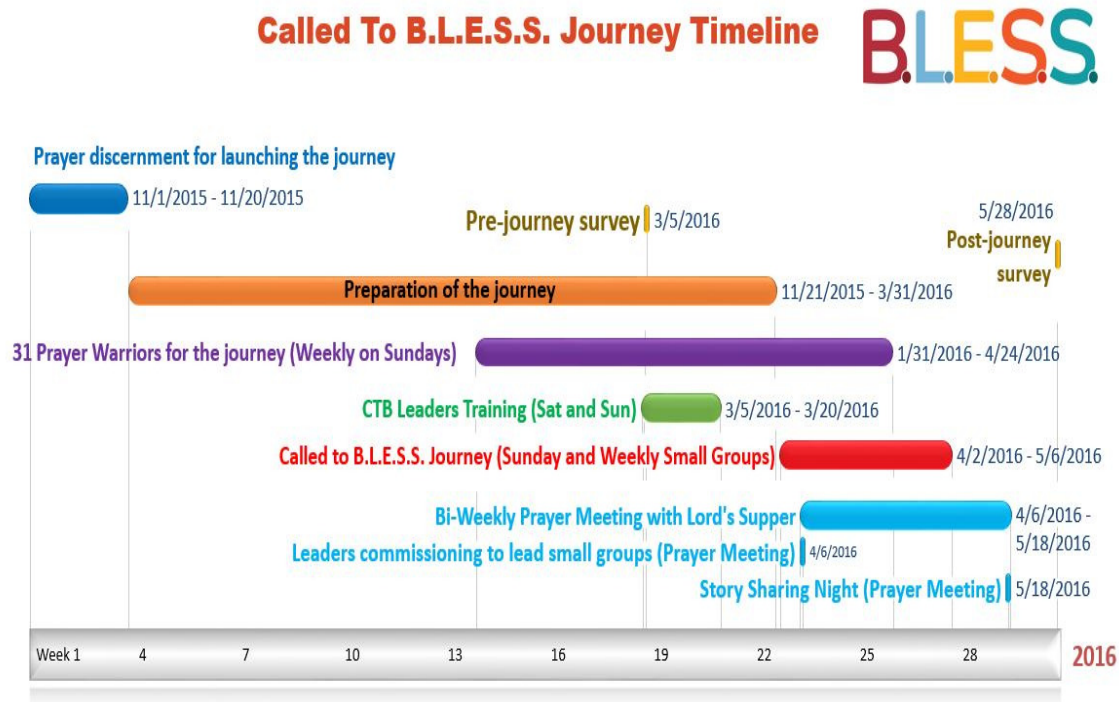 Called To B.L.E.S.S. Journey Timeline
B.L.E.S.S.
Prayer discernment for launching the journey
11/1/2015 - 11/20/2015
Pre-journey survey
3/5/2016
5/28/2016
Post-journey
survey
Preparation of the journey
11/21/2015 - 3/31/2016
31 Prayer Warriors for the journey (Weekly on Sundays)
1/31/2016 - 4/24/2016
CTB Leaders Training (Sat and Sun)
3/5/2016 - 3/20/2016
Called to B.L.E.S.S. Journey (Sunday and Weekly Small Groups)
4/2/2016 - 5/6/2016
Bi-Weekly Prayer Meeting with Lord's Supper
4/6/2016 -
5/18/2016
Leaders commissioning to lead small groups (Prayer Meeting)
4/6/2016
Story Sharing Night (Prayer Meeting)
5/18/2016
Week 1 4 7 10 13 16 19 22 25 28 2016